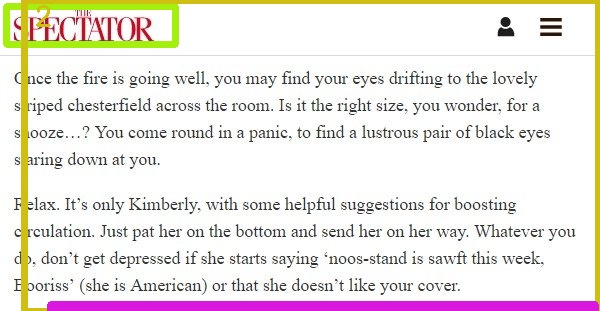 THE
SPECTATOR
2
Once the fire is going well, you may find your eyes drifting to the lovely
striped chesterfield across the room. Is it the right size, you wonder, for a
snooze…? You come round in a panic, to find a lustrous pair of black eyes
staring down at you.
Relax. It’s only Kimberly, with some helpful suggestions for boosting
circulation. Just pat her on the bottom and send her on her way. Whatever you
do, don’t get depressed if she starts saying ‘noos-stand is sawft this week,
Booriss’ (she is American) or that she doesn’t like your cover.